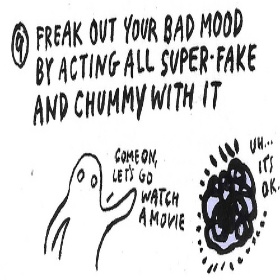 9 FREAK OUT YOUR BAD MOOD
BY ACTING ALL SUPER-FAKE
AND CHUMMY WITH IT
COME ON,
LET'S GO
WATCH
A MOVIE
UH...
IT'S
OK.